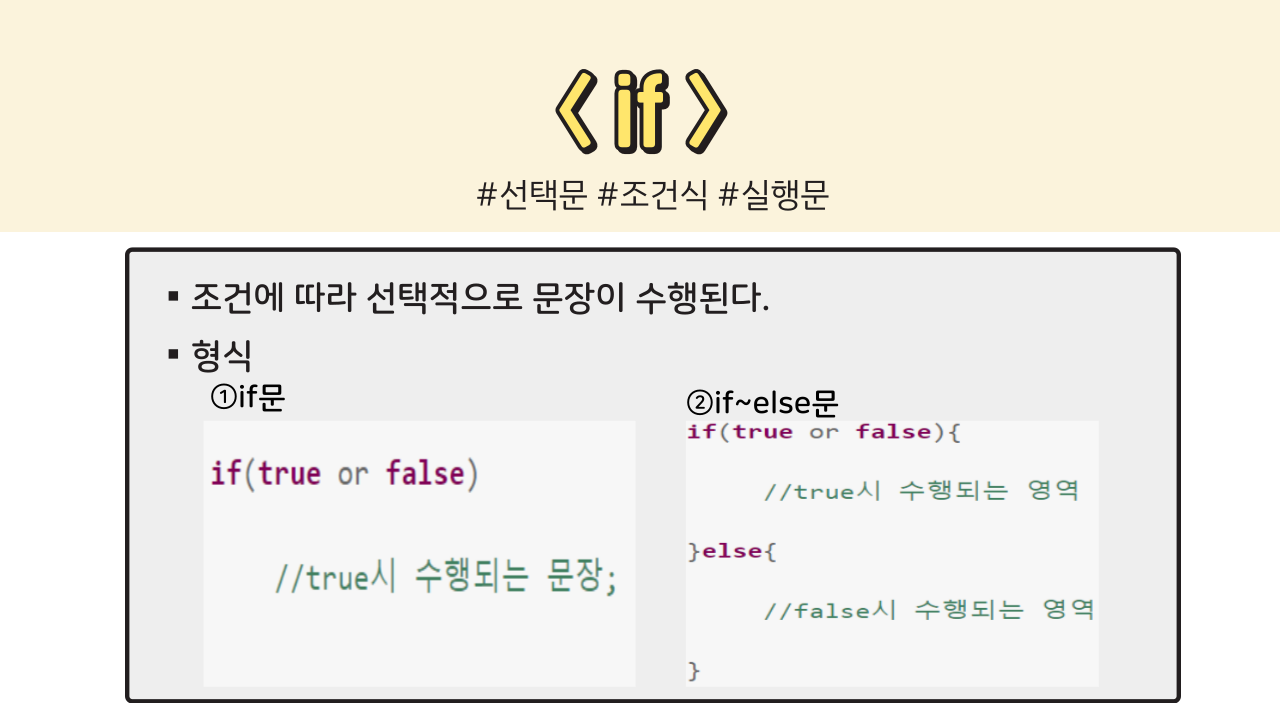 〈 if 〉
#선택문 #조건식 #실행문
▪ 조건에 따라 선택적으로 문장이 수행된다.
▪ 형식
①if문
if(true or false)
//true시 수행되는 문장;
②if~else문
if(true or false){
//true시 수행되는 영역
}else{
//false시 수행되는 영역
}